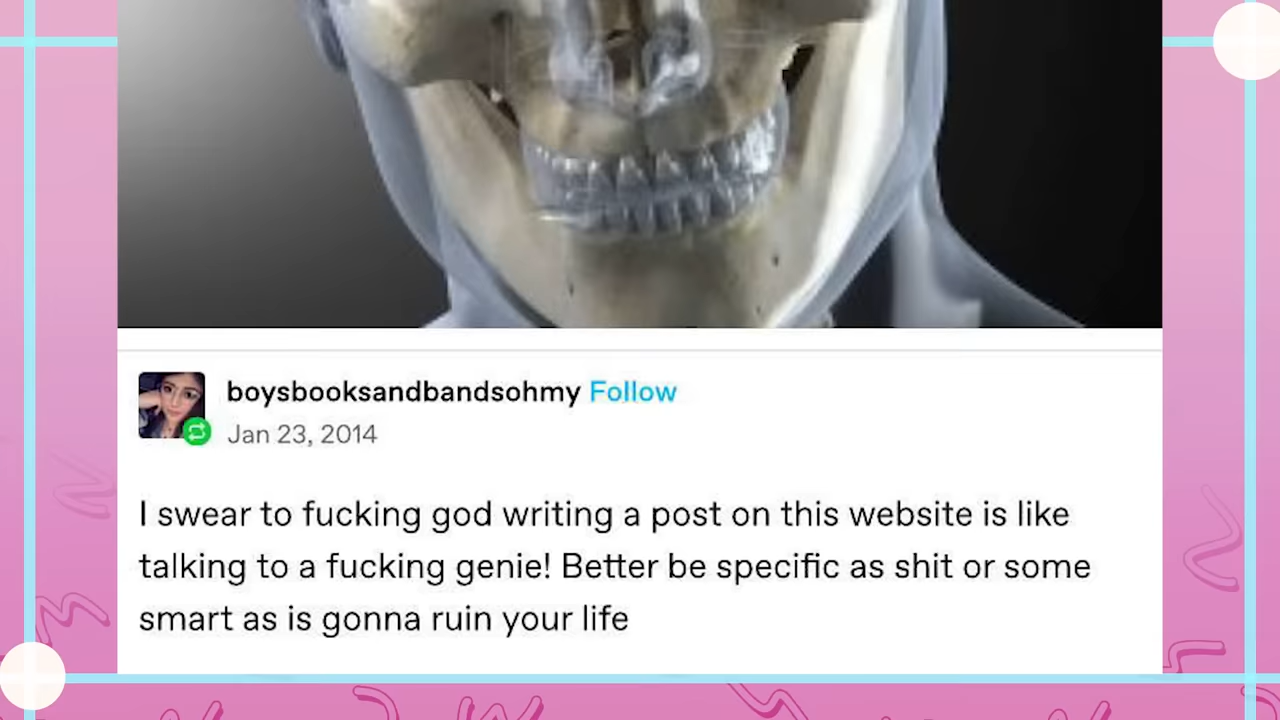 boysbooksandbandsohmy Follow
Jan 23, 2014
I swear to fucking god writing a post on this website is like
talking to a fucking genie! Better be specific as shit or some
smart as is gonna ruin your life